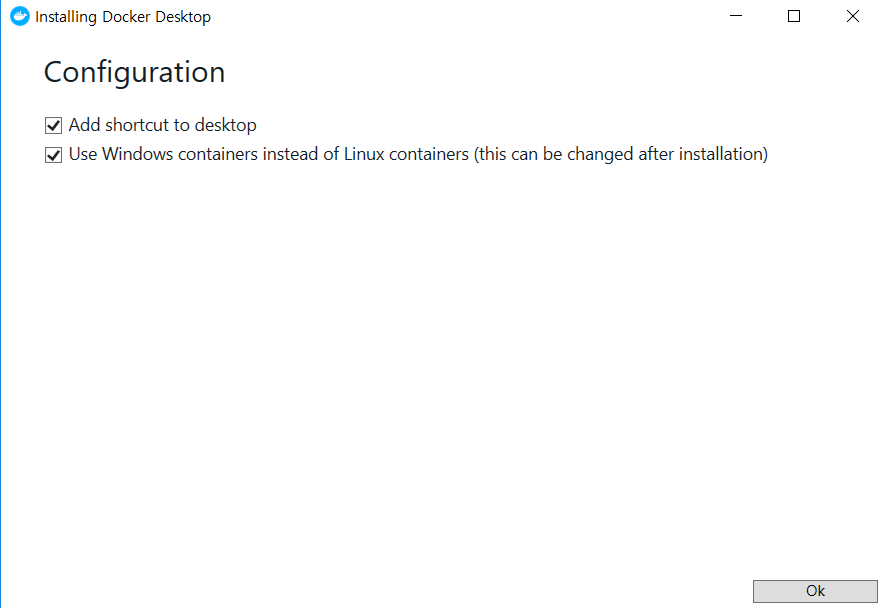 Installing Docker Desktop
Configuration
Add shortcut to desktop
Use Windows containers instead of Linux containers (this can be changed after installation)
Ok